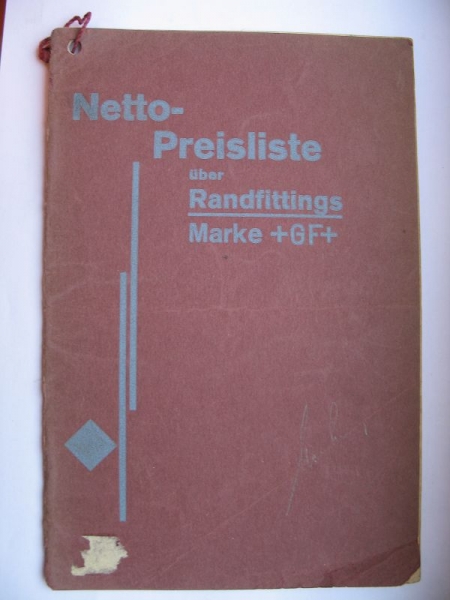 Netto-
Preisliste
über
Randfittings
Marke +GF+